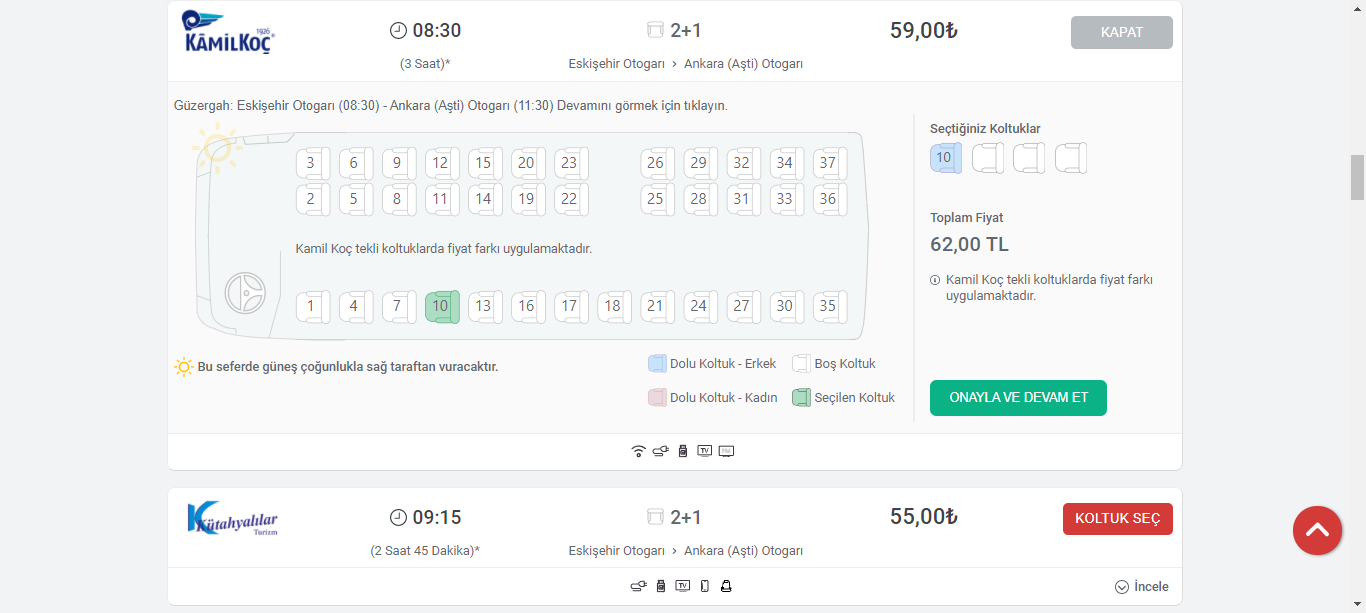 1926
KÂMİLKOÇ
08:30
2+1
59,00₺
KAPAT
(3 Saat)*
Eskişehir Otogarı › Ankara (Aşti) Otogarı
Güzergah: Eskişehir Otogarı (08:30) - Ankara (Aşti) Otogarı (11:30) Devamını görmek için tıklayın.
3 6 9 12 15 20 23 26 29 32 34 37
2 5 8 11 14 19 22 25 28 31 33 36
Kamil Koç tekli koltuklarda fiyat farkı uygulamaktadır.
1 4 7 10 13 16 17 18 21 24 27 30 35
Bu seferde güneş çoğunlukla sağ taraftan vuracaktır.
Dolu Koltuk - Erkek
Boş Koltuk
Dolu Koltuk - Kadın
Seçilen Koltuk
Seçtiğiniz Koltuklar
10
Toplam Fiyat
62,00 TL
Kamil Koç tekli koltuklarda fiyat farkı
uygulamaktadır.
ONAYLA VE DEVAM ET
TV
Kütahyalılar
Turizm
09:15
2+1
55,00₺
KOLTUK SEÇ
(2 Saat 45 Dakika)*
Eskişehir Otogarı › Ankara (Aşti) Otogarı
TV
İncele